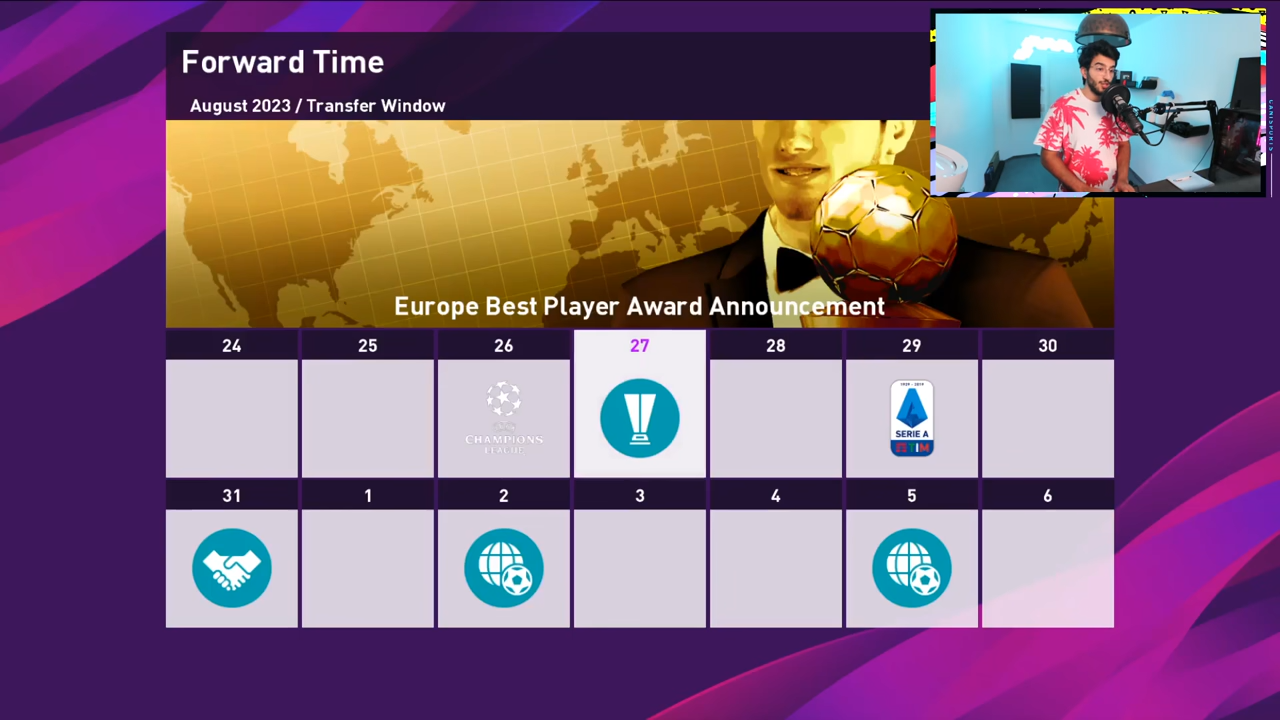 Forward Time
August 2023 / Transfer Window
Europe Best Player Award Announcement
24 25 26 27 28 29 30
CHAMPIONS
LEAGUE
SERIE A
TIM
31 1 2 3 4 5 6